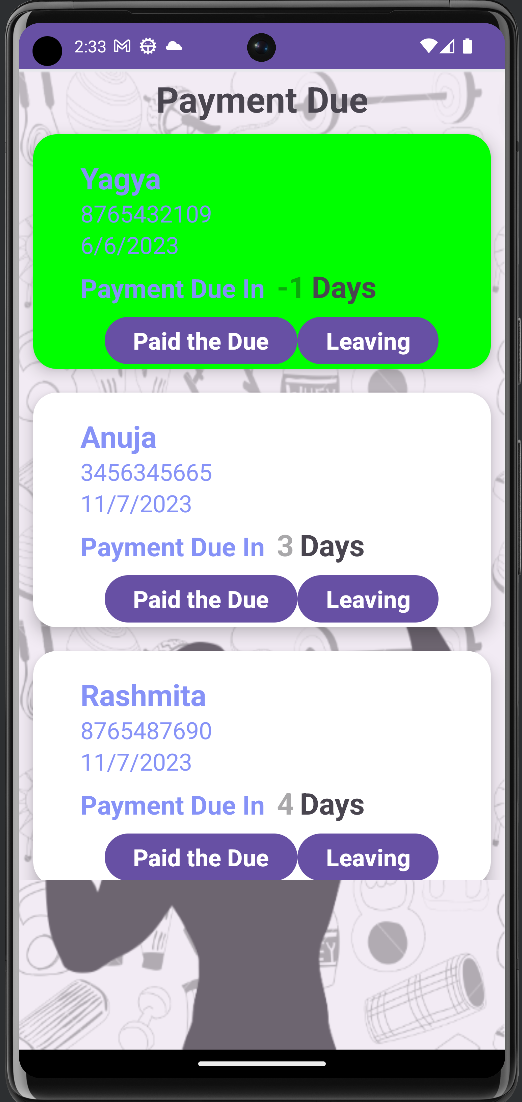 2:33
Payment Due
Yagya
8765432109
6/6/2023
Payment Due In -1 Days
Paid the Due Leaving
Anuja
3456345665
11/7/2023
Payment Due In 3 Days
Paid the Due Leaving
Rashmita
8765487690
11/7/2023
Payment Due In 4 Days
Paid the Due Leaving